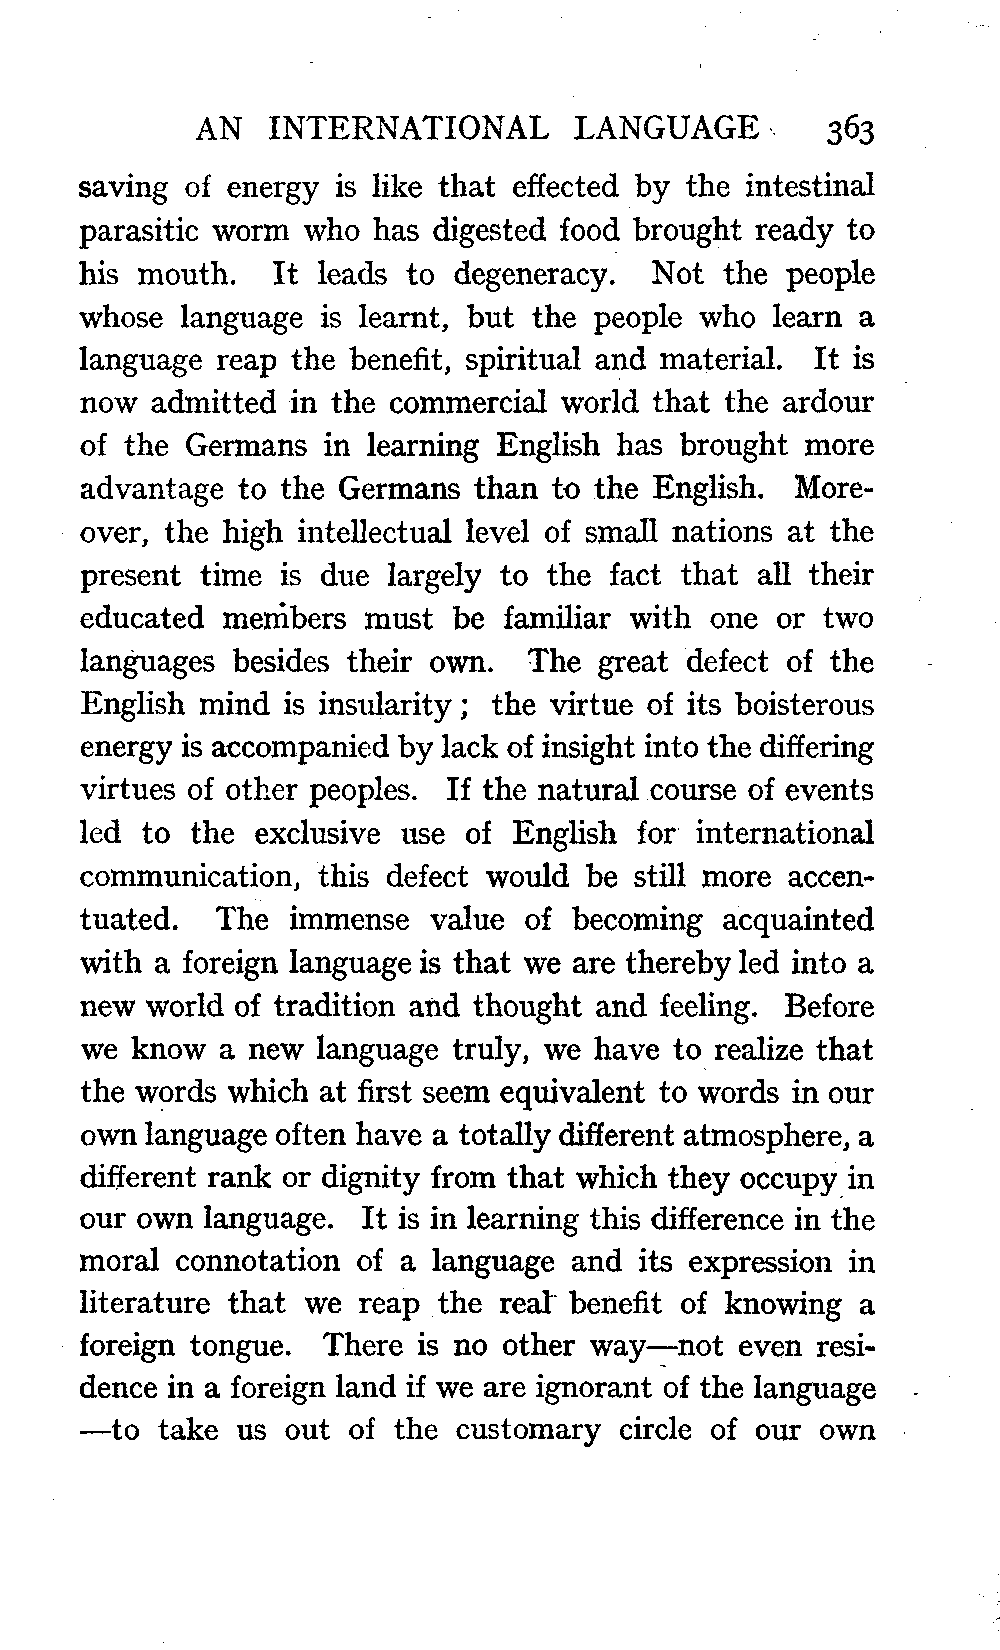 AN INTERNATIONAL LANGUAGE 363
saving of energy is like that effected by the intestinal
parasitic worm who has digested food brought ready to
his mouth. It leads to degeneracy. Not the people
whose language is learnt, but the people who learn a
language reap the benefit, spiritual and material. It is
now admitted in the commercial world that the ardour
of the Germans in learning English has brought more
advantage to the Germans than to the English. More-
over, the high intellectual level of small nations at the
present time is due largely to the fact that all their
educated members must be familiar with one or two
languages besides their own. The great defect of the
English mind is insularity ; the virtue of its boisterous
energy is accompanied by lack of insight into the differing
virtues of other peoples. If the natural course of events
led to the exclusive use of English for international
communication, this defect would be still more accen-
tuated. The immense value of becoming acquainted
with a foreign language is that we are thereby led into a
new world of tradition and thought and feeling. Before
we know a new language truly, we have to realize that
the words which at first seem equivalent to words in our
own language often have a totally different atmosphere, a
different rank or dignity from that which they occupy in
our own language. It is in learning this difference in the
moral connotation of a language and its expression in
literature that we reap the real benefit of knowing a
foreign tongue. There is no other way—not even resi-
dence in a foreign land if we are ignorant of the language
—to take us out of the customary circle of our own